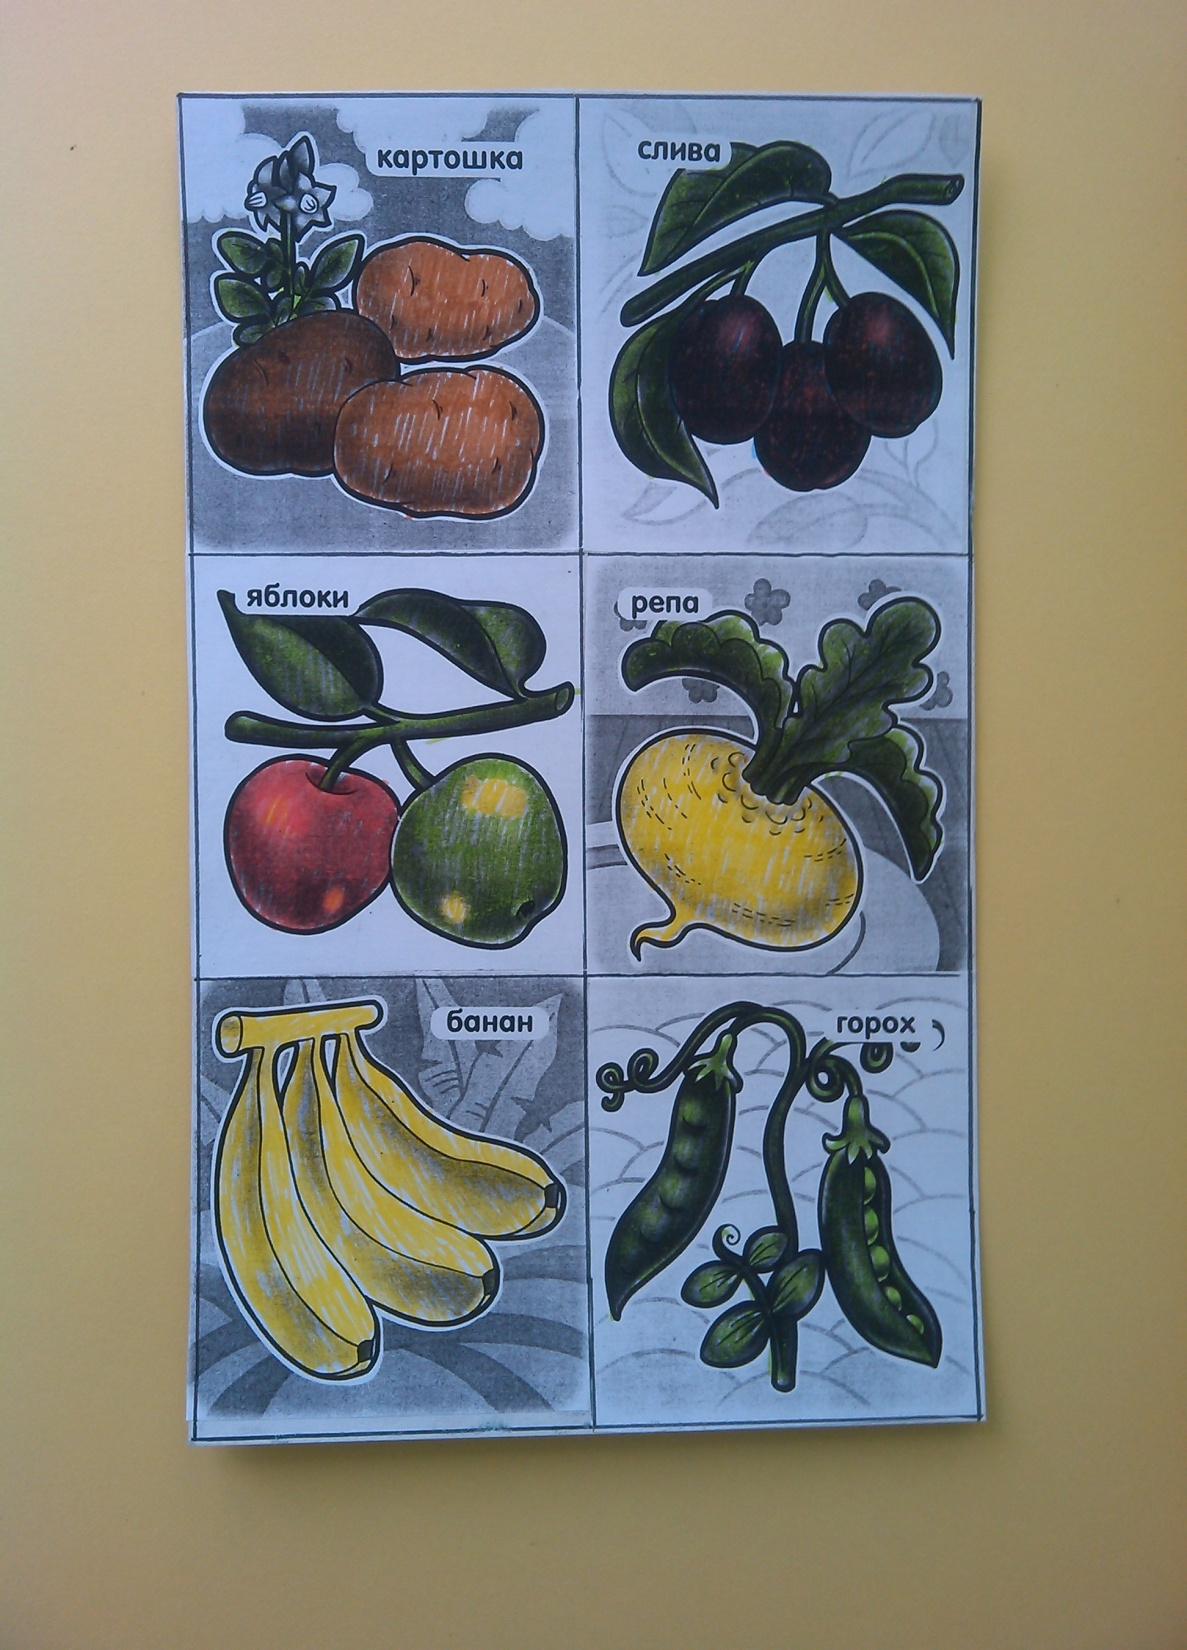 картошка
слива
яблоки
репа
банан
горох